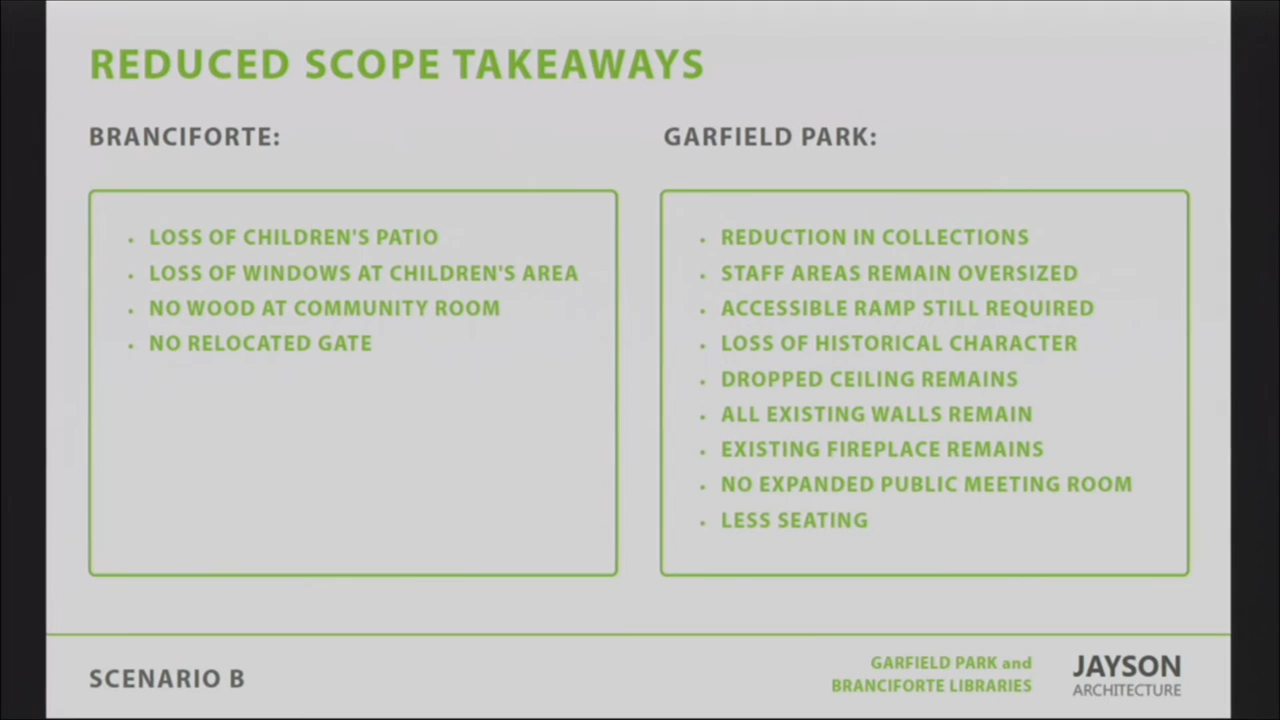 REDUCED SCOPE TAKEAWAYS
BRANCIFORTE:
• LOSS OF CHILDREN'S PATIO
• LOSS OF WINDOWS AT CHILDREN'S AREA
• NO WOOD AT COMMUNITY ROOM
• NO RELOCATED GATE
GARFIELD PARK:
• REDUCTION IN COLLECTIONS
• STAFF AREAS REMAIN OVERSIZED
• ACCESSIBLE RAMP STILL REQUIRED
• LOSS OF HISTORICAL CHARACTER
• DROPPED CEILING REMAINS
• ALL EXISTING WALLS REMAIN
• EXISTING FIREPLACE REMAINS
• NO EXPANDED PUBLIC MEETING ROOM
• LESS SEATING
SCENARIO B
GARFIELD PARK and
BRANCIFORTE LIBRARIES
JAYSON
ARCHITECTURE